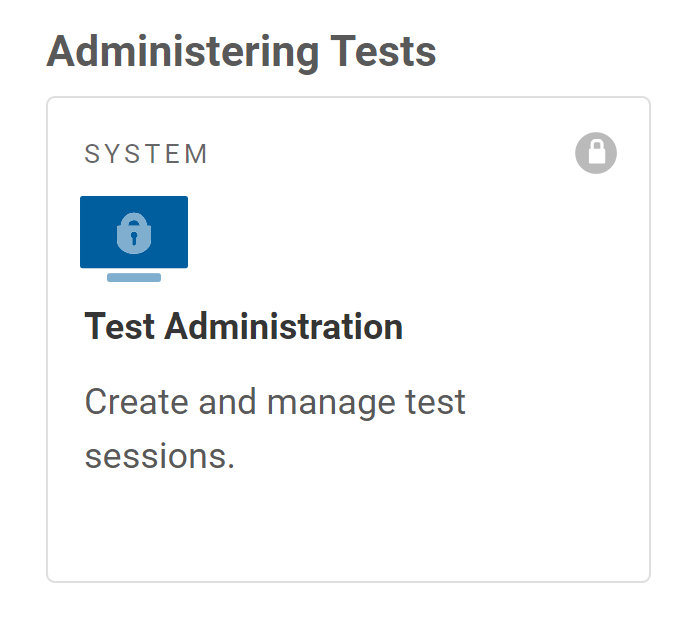 Administering Tests
SYSTEM
Test Administration
Create and manage test
sessions.